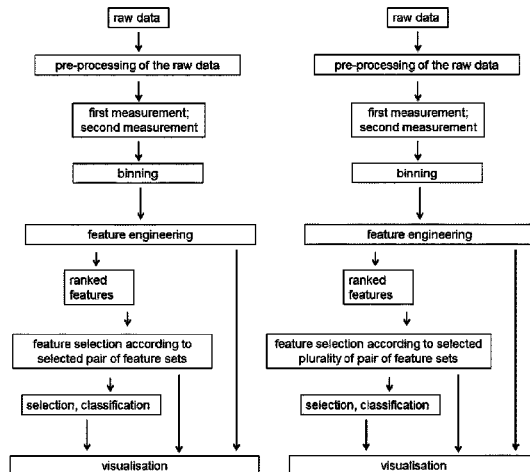 raw data
pre-processing of the raw data
first measurement;
second measurement
binning
feature engineering
ranked
features
feature selection according to
selected pair of feature sets
selection, classification
visualisation
raw data
pre-processing of the raw data
first measurement;
second measurement
binning
feature engineering
ranked
features
feature selection according to selected
plurality of pair of feature sets
selection, classification
visualisation